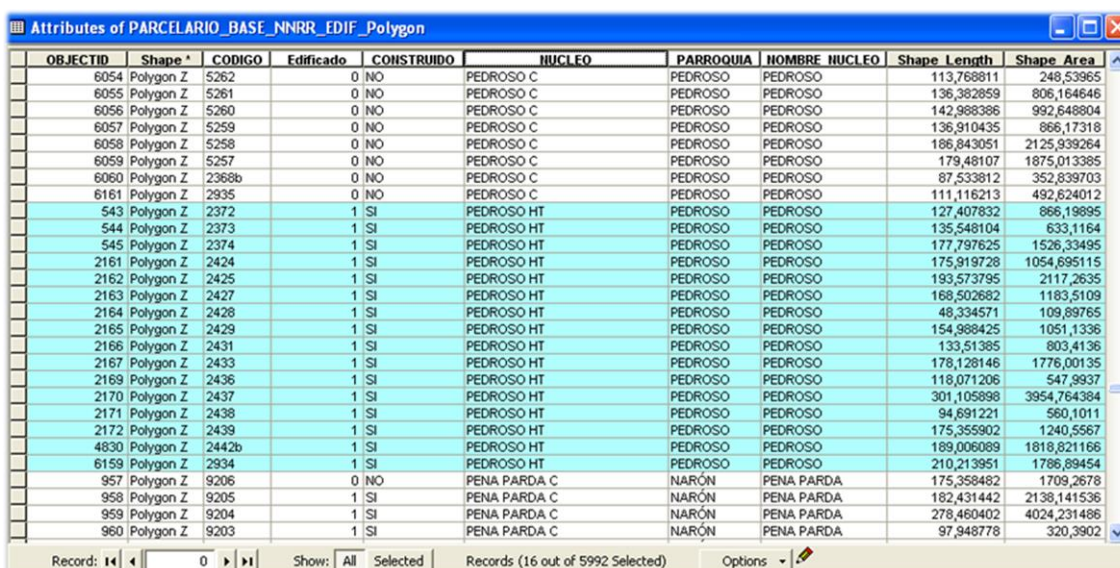 Attributes of PARCELARIO_BASE_NNRR_EDIF_Polygon
OBJECTID Shape * CODIGO Edificado CONSTRUIDO NUCLEO PARROQUIA NOMBRE_NUCLEO Shape_Length Shape_Area
6054 Polygon Z 5262 0 NO PEDROSO C PEDROSO PEDROSO 113,768811 248,53965
6055 Polygon Z 5261 0 NO PEDROSO C PEDROSO PEDROSO 136,382859 806,164646
6056 Polygon Z 5260 0 NO PEDROSO C PEDROSO PEDROSO 142,988386 992,648804
6057 Polygon Z 5259 0 NO PEDROSO C PEDROSO PEDROSO 136,910435 866,17318
6058 Polygon Z 5258 0 NO PEDROSO C PEDROSO PEDROSO 186,843051 2125,939264
6059 Polygon Z 5257 0 NO PEDROSO C PEDROSO PEDROSO 179,48107 1875,013385
6060 Polygon Z 2368b 0 NO PEDROSO C PEDROSO PEDROSO 87,533812 352,839703
6161 Polygon Z 2935 0 NO PEDROSO C PEDROSO PEDROSO 111,116213 492,624012
543 Polygon Z 2372 1 SI PEDROSO HT PEDROSO PEDROSO 127,407832 866,19895
544 Polygon Z 2373 1 SI PEDROSO HT PEDROSO PEDROSO 135,548104 633,1164
545 Polygon Z 2374 1 SI PEDROSO HT PEDROSO PEDROSO 177,797625 1526,33495
2161 Polygon Z 2424 1 SI PEDROSO HT PEDROSO PEDROSO 175,919728 1054,695115
2162 Polygon Z 2425 1 SI PEDROSO HT PEDROSO PEDROSO 193,573795 2117,2635
2163 Polygon Z 2427 1 SI PEDROSO HT PEDROSO PEDROSO 168,502682 1183,5109
2164 Polygon Z 2428 1 SI PEDROSO HT PEDROSO PEDROSO 48,334571 109,89765
2165 Polygon Z 2429 1 SI PEDROSO HT PEDROSO PEDROSO 154,988425 1051,1336
2166 Polygon Z 2431 1 SI PEDROSO HT PEDROSO PEDROSO 133,51385 803,4136
2167 Polygon Z 2433 1 SI PEDROSO HT PEDROSO PEDROSO 178,128146 1776,00135
2169 Polygon Z 2436 1 SI PEDROSO HT PEDROSO PEDROSO 118,071206 547,9937
2170 Polygon Z 2437 1 SI PEDROSO HT PEDROSO PEDROSO 301,105898 3954,764384
2171 Polygon Z 2438 1 SI PEDROSO HT PEDROSO PEDROSO 94,691221 560,1011
2172 Polygon Z 2439 1 SI PEDROSO HT PEDROSO PEDROSO 175,355902 1240,5567
4830 Polygon Z 2442b 1 SI PEDROSO HT PEDROSO PEDROSO 189,006089 1818,821166
6159 Polygon Z 2934 1 SI PEDROSO HT PEDROSO PEDROSO 210,213951 1786,89454
957 Polygon Z 9206 0 NO PENA PARDA C NARÓN PENA PARDA 175,358482 1709,2678
958 Polygon Z 9205 1 SI PENA PARDA C NARÓN PENA PARDA 182,431442 2138,141536
959 Polygon Z 9204 1 SI PENA PARDA C NARÓN PENA PARDA 278,460402 4024,231486
960 Polygon Z 9203 1 SI PENA PARDA C NARÓN PENA PARDA 97,948778 320,3902
Record: 0 Show: All Selected Records (16 out of 5992 Selected) Options